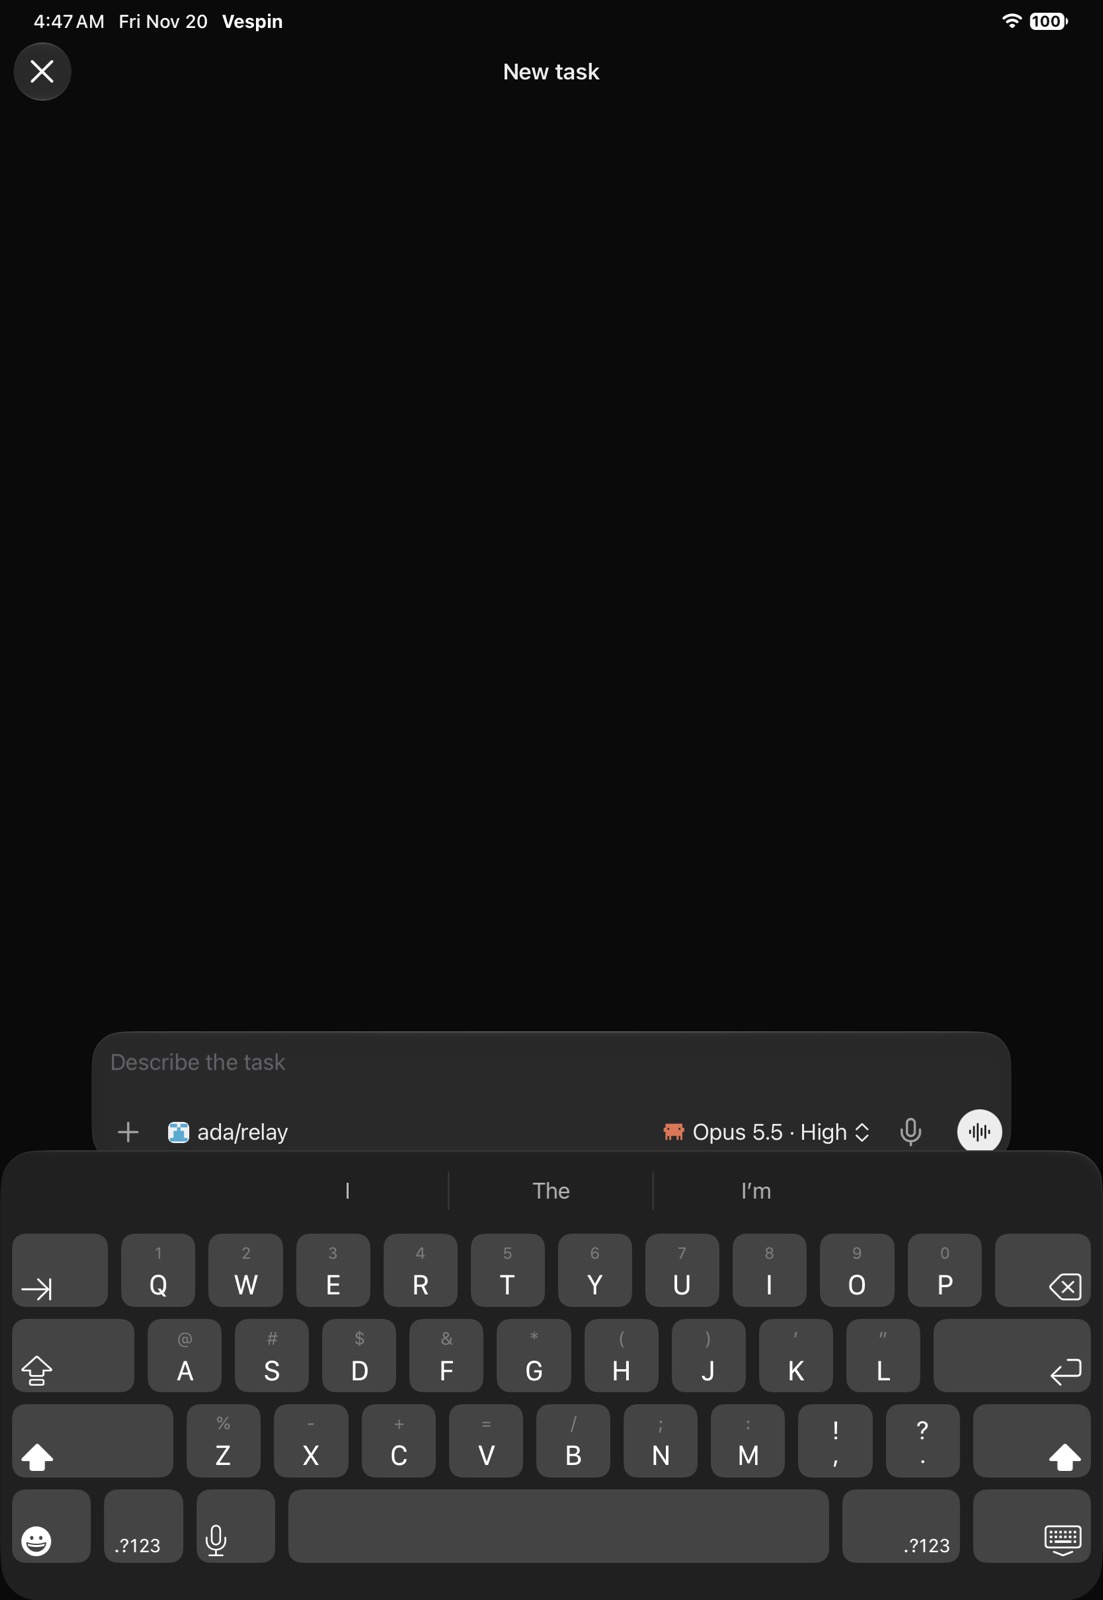 4:47 AM Fri Nov 20 Vespin 100
New task
Describe the task
ada/relay Opus 5.5 · High
I The I’m
1 2 3 4 5 6 7 8 9 0
Q W E R T Y U I O P
@ # $ & * ( ) ' "
A S D F G H J K L
% - + = / ; : ! ?
Z X C V B N M , .
.?123 .?123